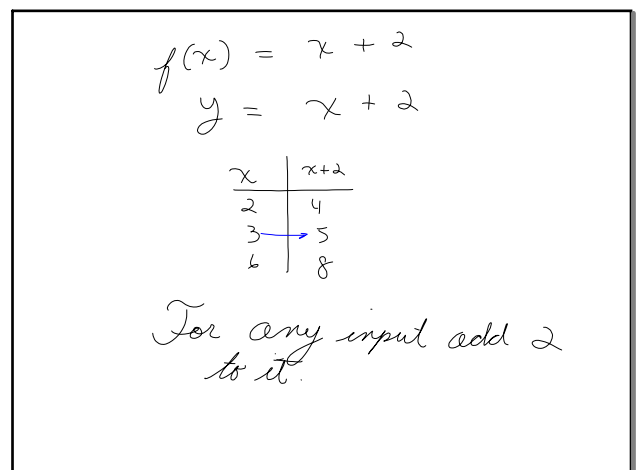 f(x) = x + 2
y = x + 2
x x+2
2 4
3 5
6 8
For any input add 2
to it.